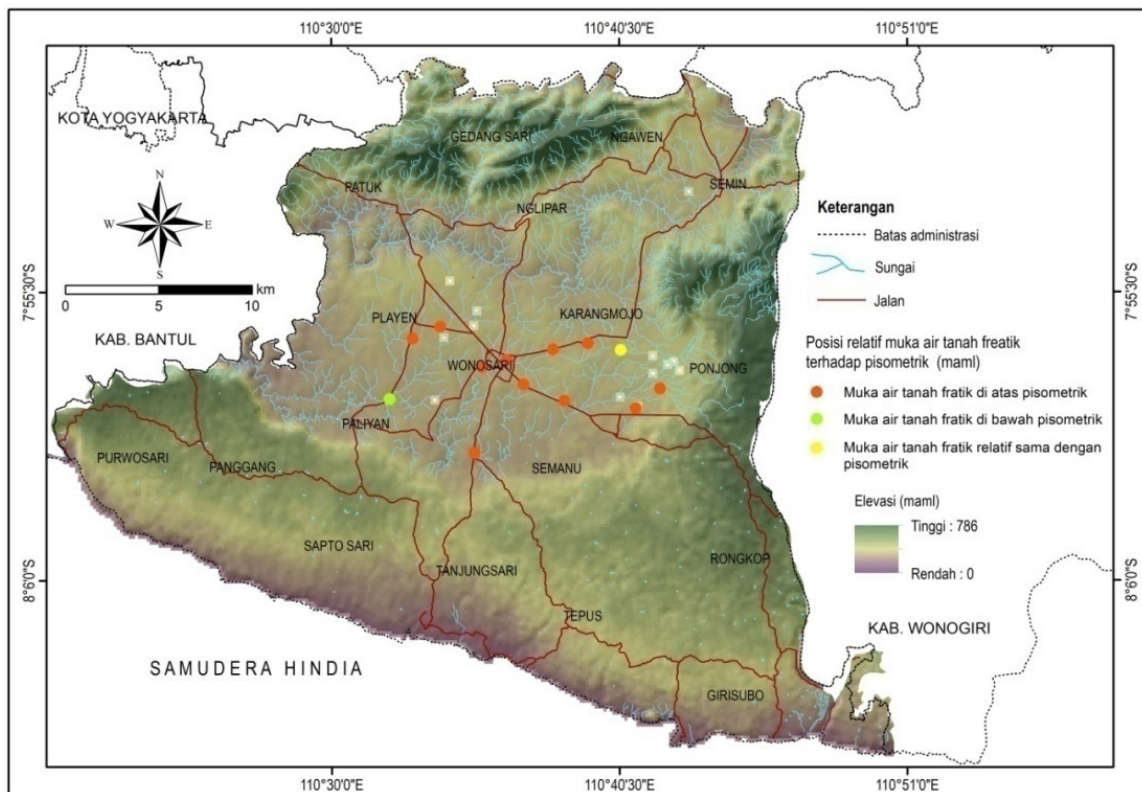 110°30'0"E
110°40'30"E
110°51'0"E
KOTA YOGYAKARTA
GEDANG SARI
NGAWEN
PATUK
SEMIN
NGLIPAR
N
W
E
S
0 5 10 km
7°55'30"S
7°55'30"S
KAB. BANTUL
PLAYEN
KARANGMOJO
WONOSARI
PONJONG
PALIYAN
PURWOSARI
PANGGANG
SEMANU
SAPTO SARI
TANJUNGSARI
RONGKOP
TEPUS
GIRISUBO
8°6'0"S
8°6'0"S
SAMUDERA HINDIA
KAB. WONOGIRI
Keterangan
Batas administrasi
Sungai
Jalan
Posisi relatif muka air tanah freatik
terhadap pisometrik (maml)
Muka air tanah fratik di atas pisometrik
Muka air tanah fratik di bawah pisometrik
Muka air tanah fratik relatif sama dengan
pisometrik
Elevasi (maml)
Tinggi : 786
Rendah : 0
110°30'0"E
110°40'30"E
110°51'0"E